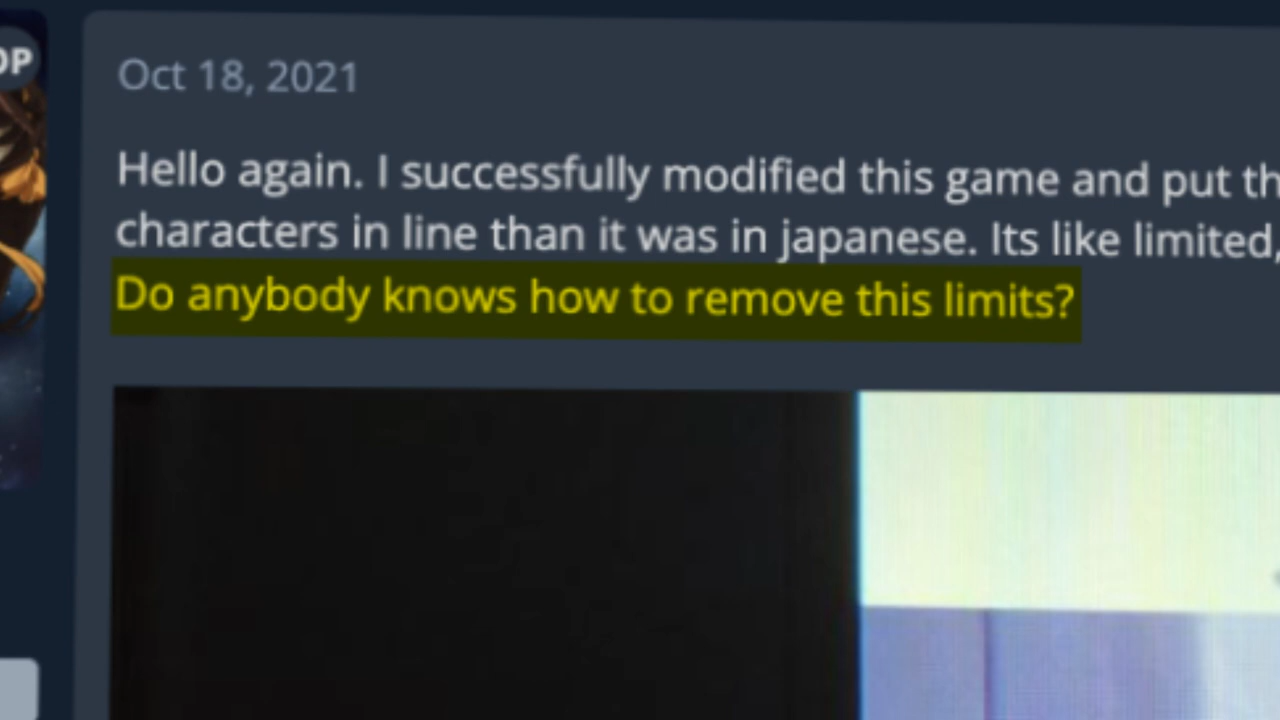 OP
Oct 18, 2021
Hello again. I successfully modified this game and put th
characters in line than it was in japanese. Its like limited,
Do anybody knows how to remove this limits?